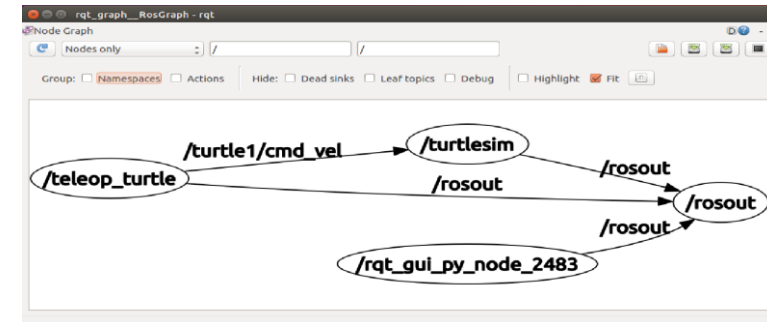 rqt_graph__RosGraph - rqt
Node Graph
D -
Nodes only / /
Group: Namespaces Actions Hide: Dead sinks Leaf topics Debug Highlight Fit
/turtle1/cmd_vel
/turtlesim
/teleop_turtle
/rosout
/rosout
/rosout
/rosout
/rqt_gui_py_node_2483